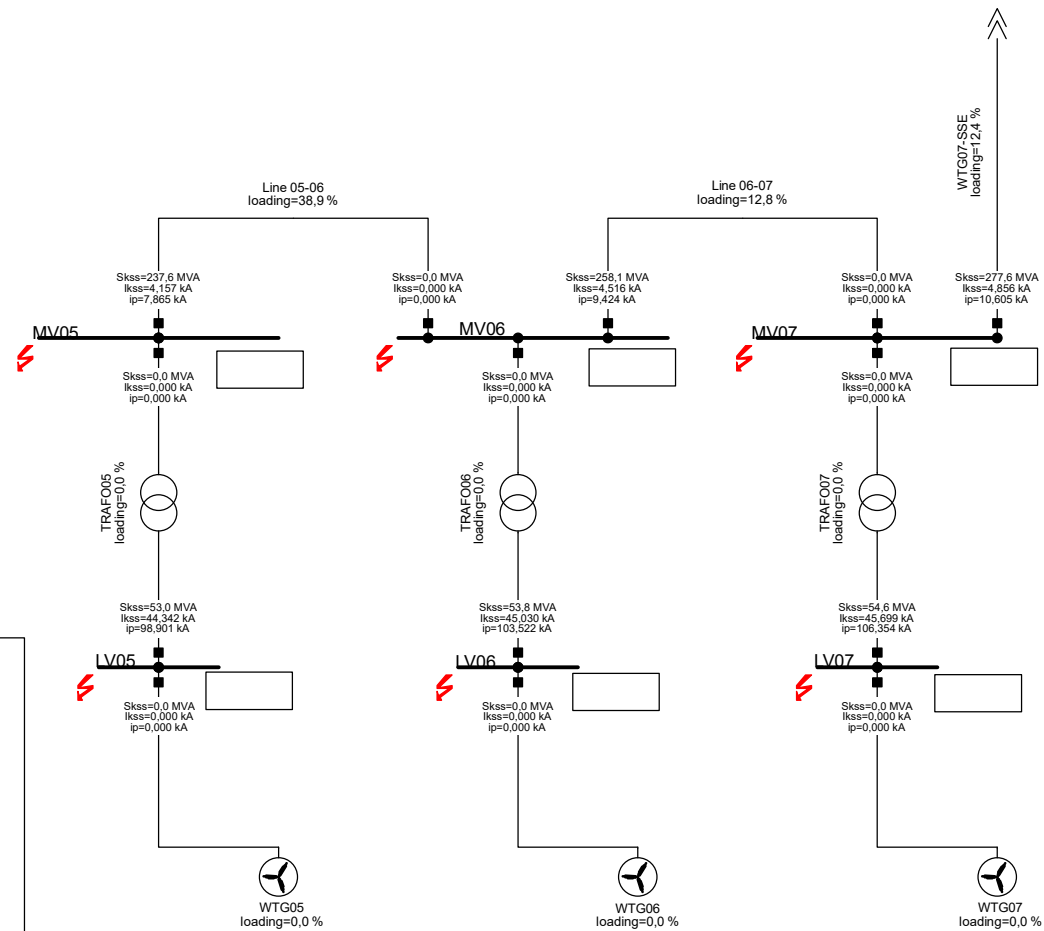 WTG07-SSE
loading=12,4 %
Line 05-06
loading=38,9 %
Line 06-07
loading=12,8 %
Skss=237,6 MVA
Ikss=4,157 kA
ip=7,865 kA
Skss=0,0 MVA
Ikss=0,000 kA
ip=0,000 kA
Skss=258,1 MVA
Ikss=4,516 kA
ip=9,424 kA
Skss=0,0 MVA
Ikss=0,000 kA
ip=0,000 kA
Skss=277,6 MVA
Ikss=4,856 kA
ip=10,605 kA
MV05
MV06
MV07
Skss=0,0 MVA
Ikss=0,000 kA
ip=0,000 kA
Skss=0,0 MVA
Ikss=0,000 kA
ip=0,000 kA
Skss=0,0 MVA
Ikss=0,000 kA
ip=0,000 kA
TRAFO05
loading=0,0 %
TRAFO06
loading=0,0 %
TRAFO07
loading=0,0 %
Skss=53,0 MVA
Ikss=44,342 kA
ip=98,901 kA
Skss=53,8 MVA
Ikss=45,030 kA
ip=103,522 kA
Skss=54,6 MVA
Ikss=45,699 kA
ip=106,354 kA
LV05
LV06
LV07
Skss=0,0 MVA
Ikss=0,000 kA
ip=0,000 kA
Skss=0,0 MVA
Ikss=0,000 kA
ip=0,000 kA
Skss=0,0 MVA
Ikss=0,000 kA
ip=0,000 kA
WTG05
loading=0,0 %
WTG06
loading=0,0 %
WTG07
loading=0,0 %